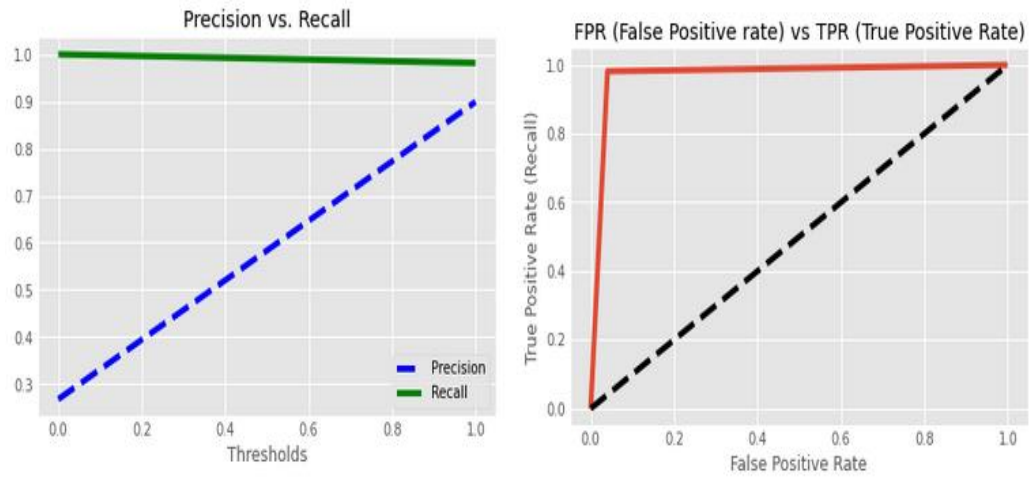 Precision vs. Recall
1.0
0.9
0.8
0.7
0.6
0.5
0.4
0.3
Precision
Recall
0.0 0.2 0.4 0.6 0.8 1.0
Thresholds
FPR (False Positive rate) vs TPR (True Positive Rate)
True Positive Rate (Recall)
1.0
0.8
0.6
0.4
0.2
0.0
0.0 0.2 0.4 0.6 0.8 1.0
False Positive Rate